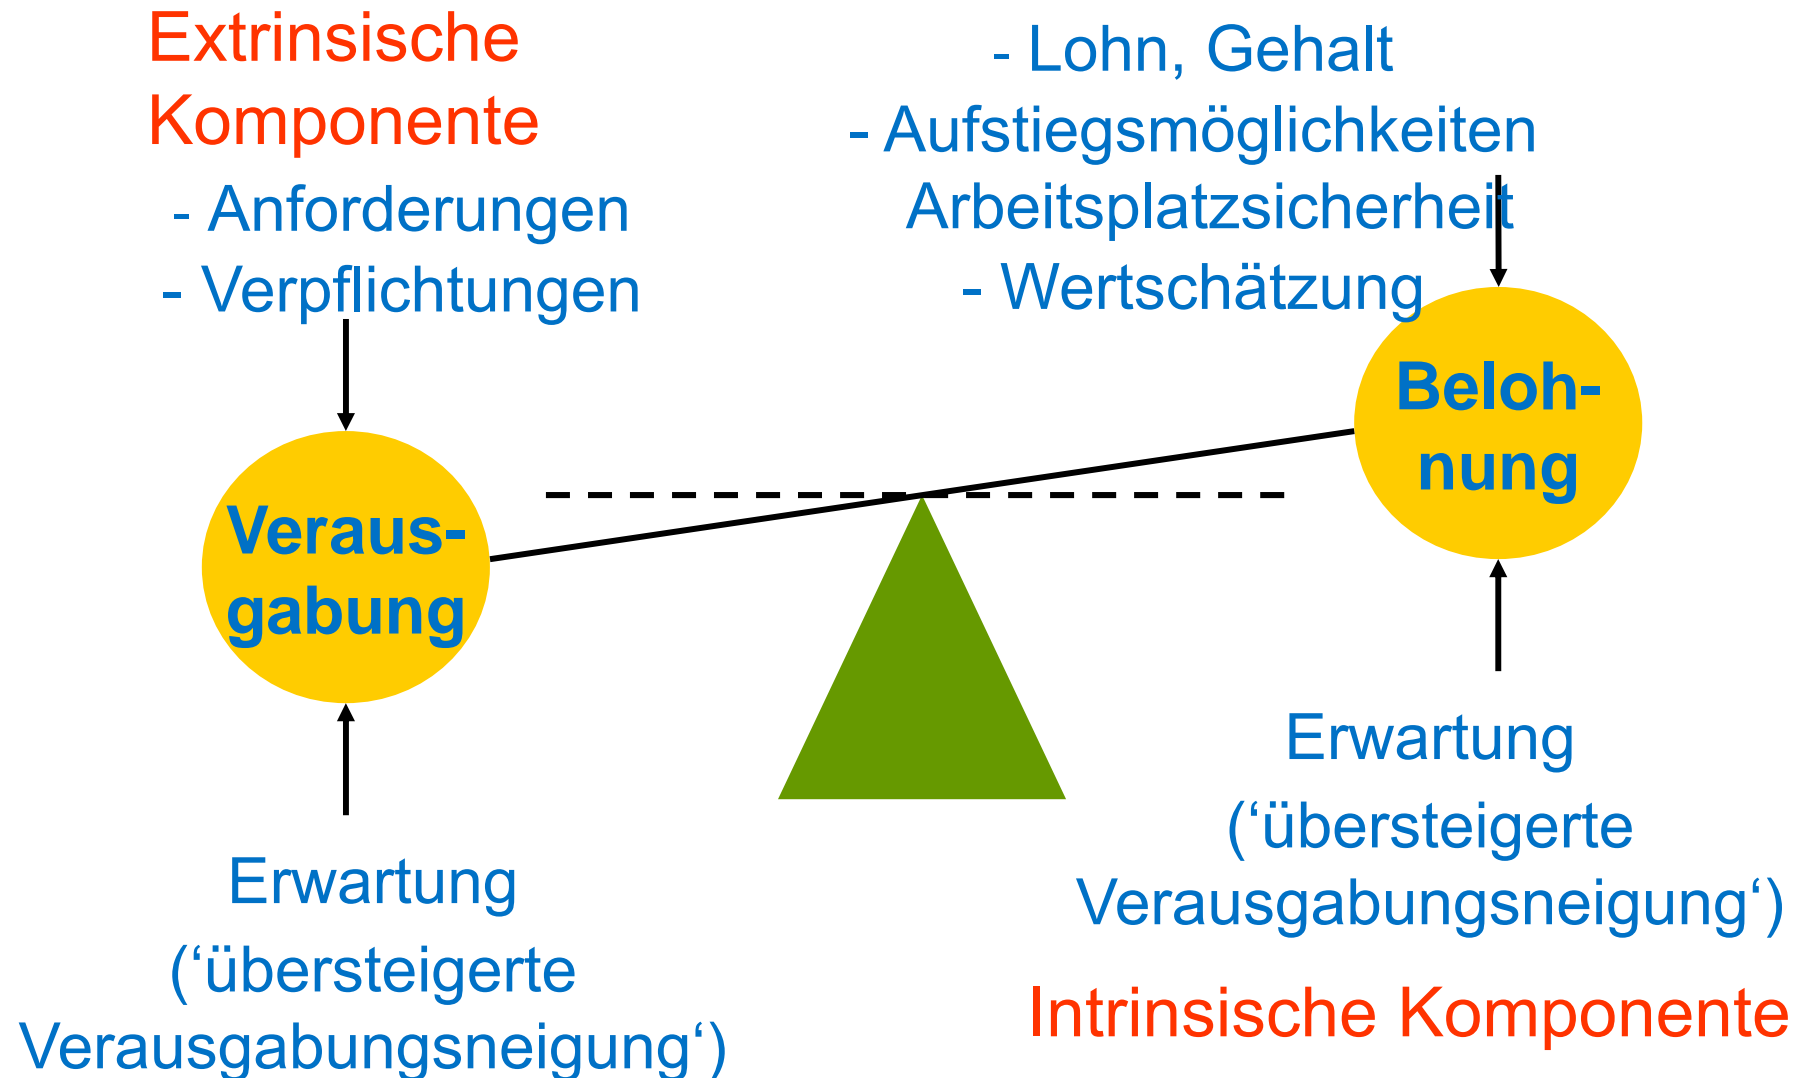 Extrinsische
Komponente
- Anforderungen
- Verpflichtungen
- Lohn, Gehalt
- Aufstiegsmöglichkeiten
Arbeitsplatzsicherheit
- Wertschätzung
Veraus-
gabung
Beloh-
nung
Erwartung
(‘übersteigerte
Verausgabungsneigung‘)
Erwartung
(‘übersteigerte
Verausgabungsneigung‘)
Intrinsische Komponente